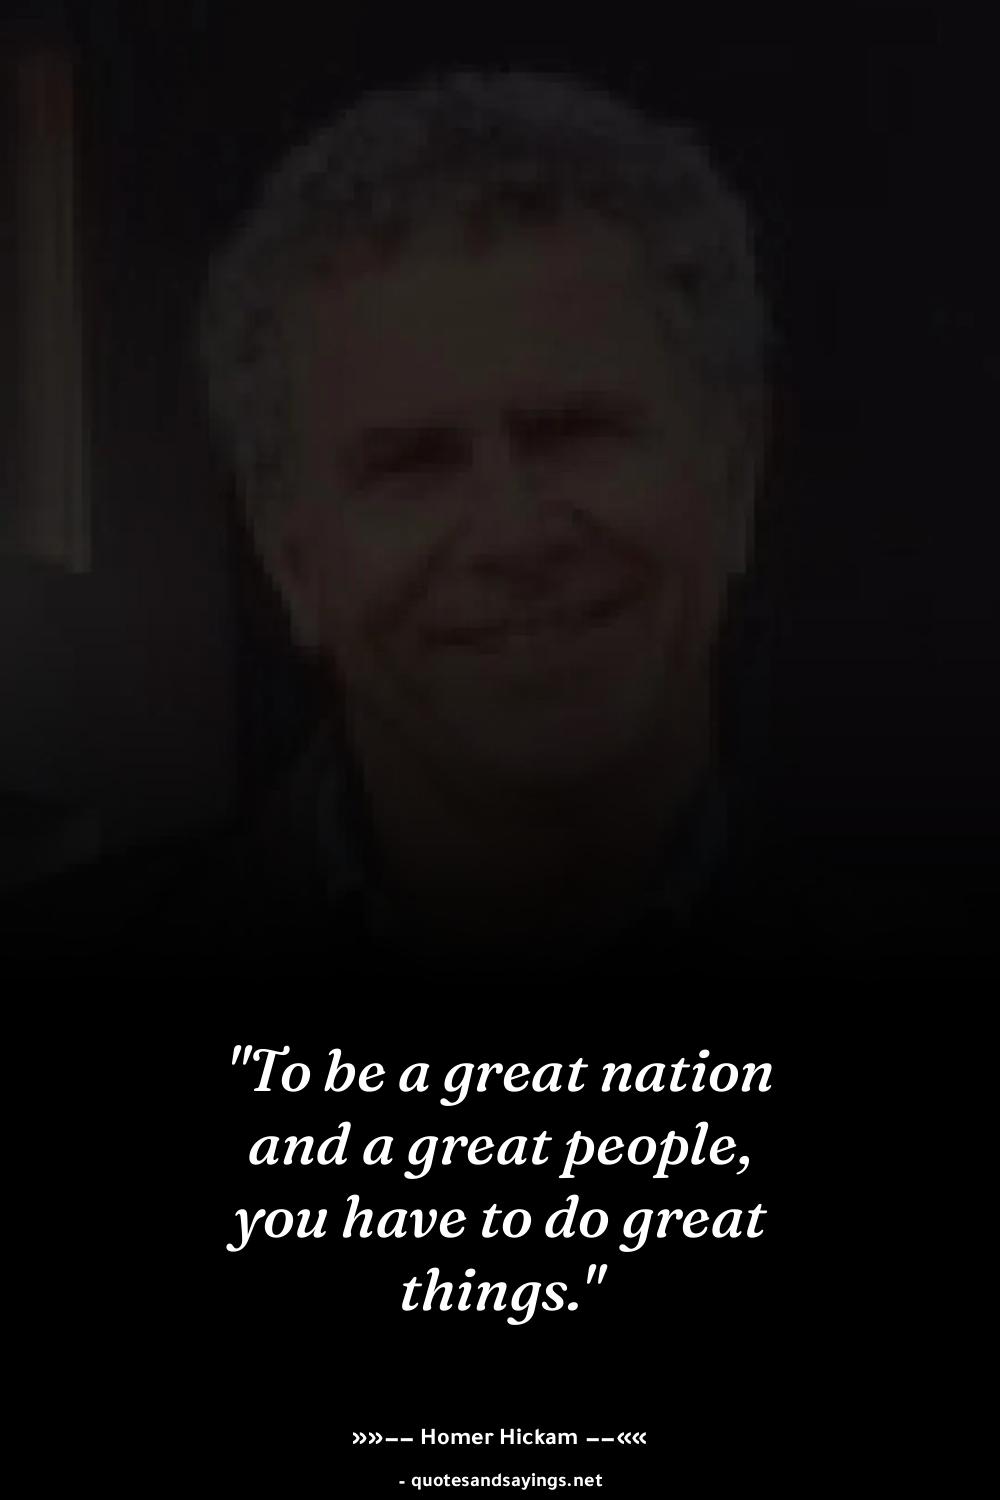 "To be a great nation
and a great people,
you have to do great
things."
»»–– Homer Hickam ––««
- quotesandsayings.net